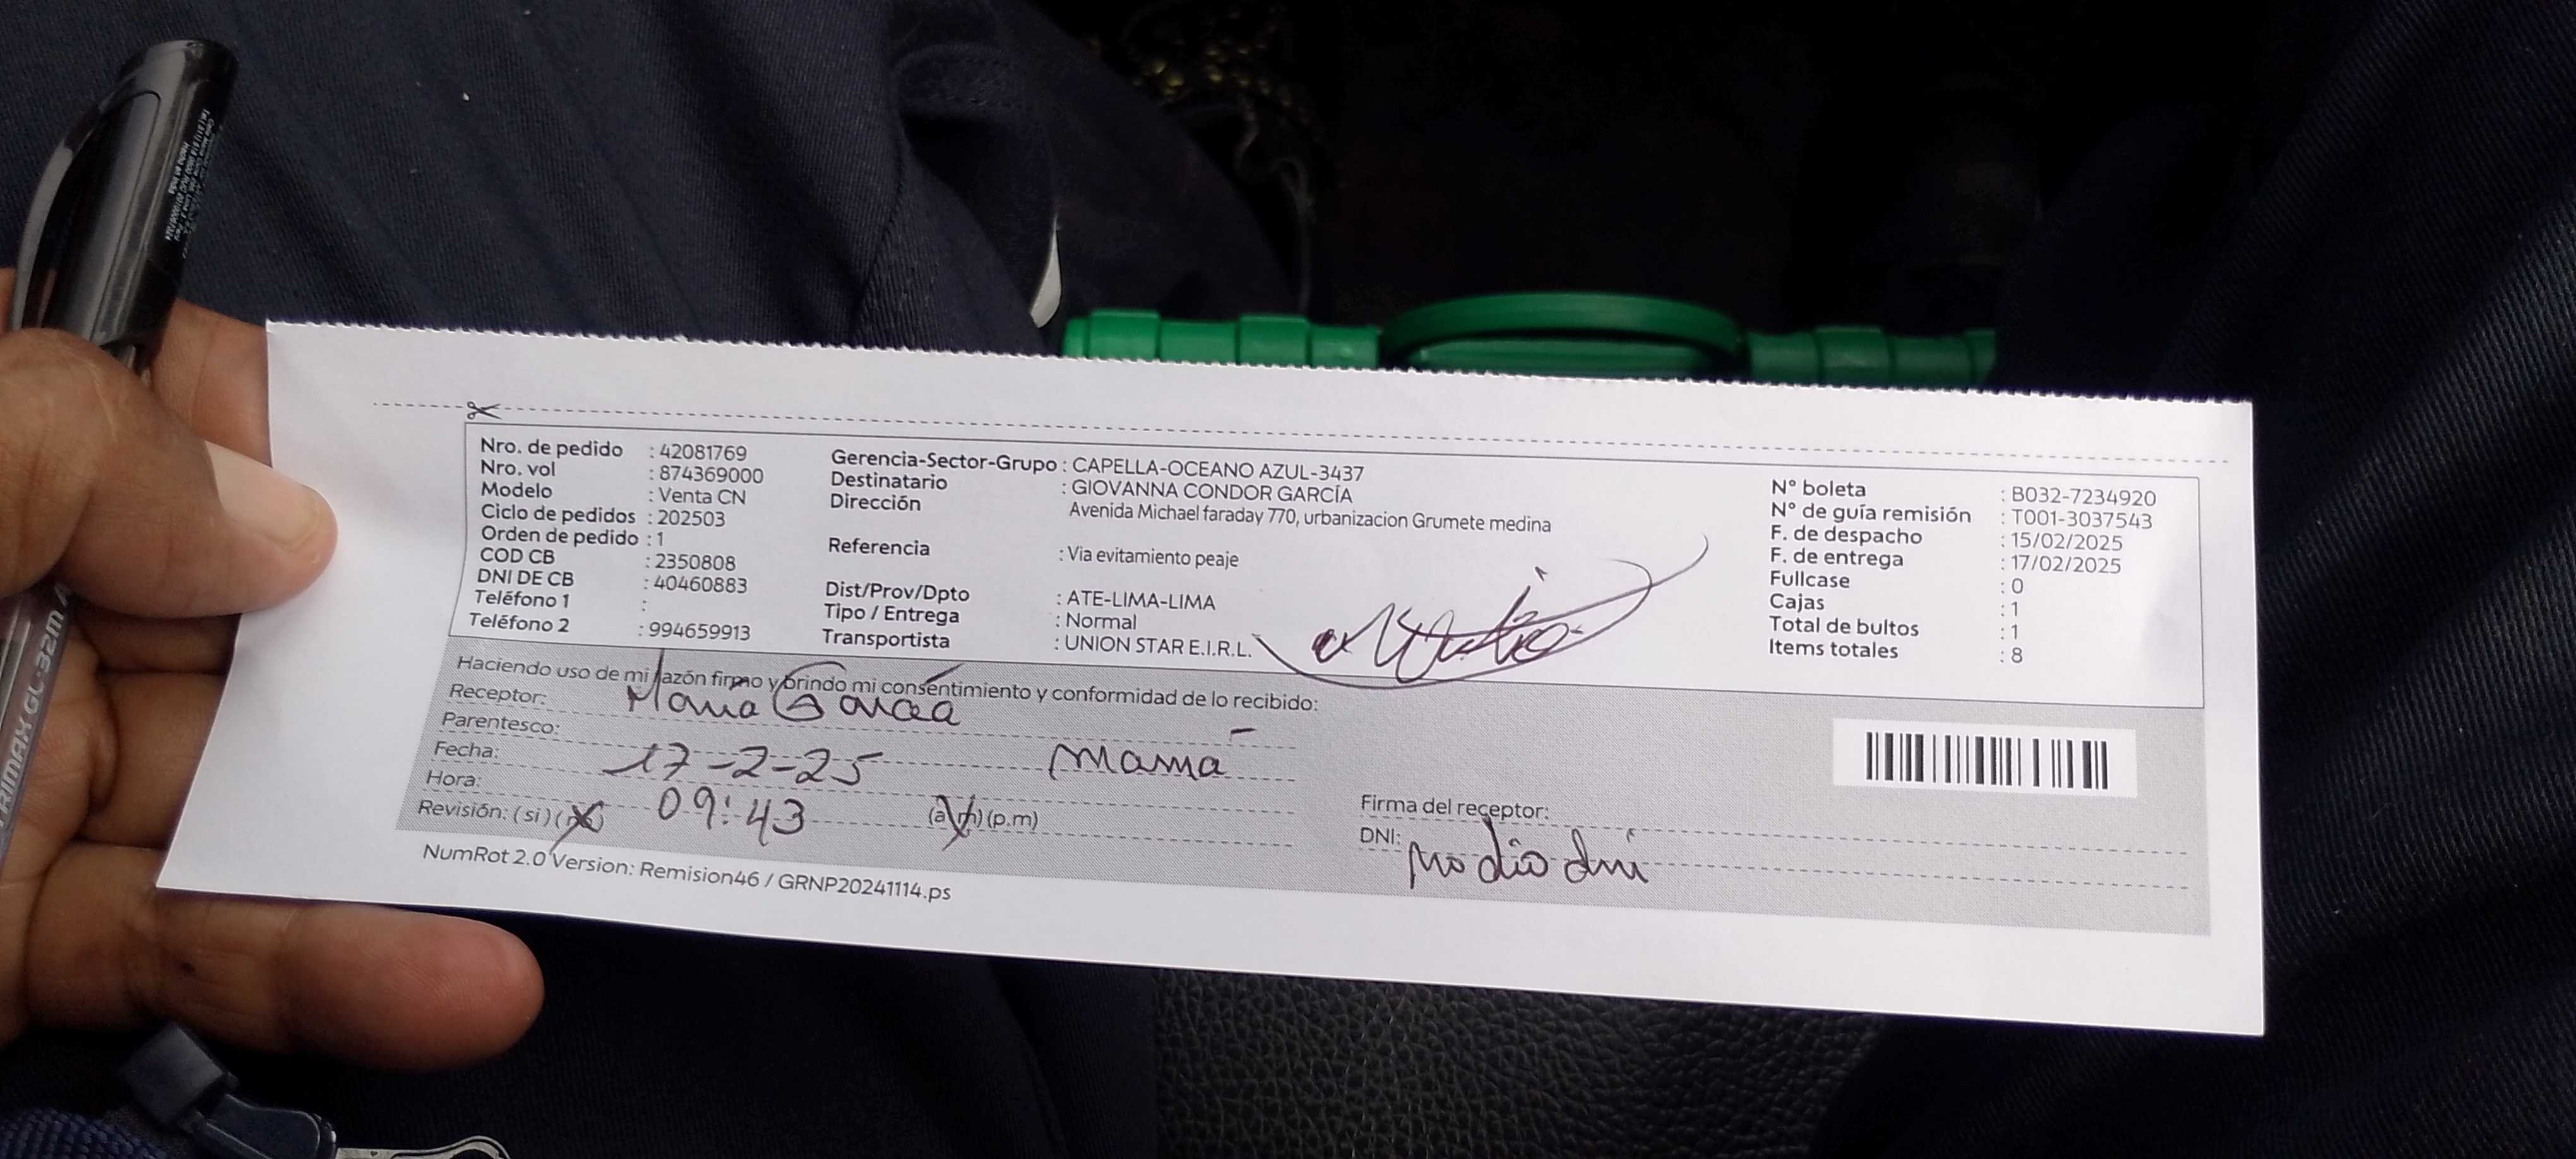 Nro. de pedido : 42081769
Nro. vol : 874369000
Modelo : Venta CN
Ciclo de pedidos : 202503
Orden de pedido : 1
COD CB : 2350808
DNI DE CB : 40460883
Teléfono 1 :
Teléfono 2 : 994659913
Gerencia-Sector-Grupo : CAPELLA-OCEANO AZUL-3437
Destinatario : GIOVANNA CONDOR GARCÍA
Dirección Avenida Michael faraday 770, urbanizacion Grumete medina
Referencia : Via evitamiento peaje
Dist/Prov/Dpto : ATE-LIMA-LIMA
Tipo / Entrega : Normal
Transportista : UNION STAR E.I.R.L.
N° boleta : B032-7234920
N° de guía remisión : T001-3037543
F. de despacho : 15/02/2025
F. de entrega : 17/02/2025
Fullcase : 0
Cajas : 1
Total de bultos : 1
Items totales : 8
Haciendo uso de mi razón firmo y brindo mi consentimiento y conformidad de lo recibido:
Receptor: Maria Garcia
Parentesco: Mama
Fecha: 17-2-25
Hora: 09:43 (a.m) (p.m)
Revisión: (si) (no)
Firma del receptor:
DNI: no dio dni
NumRot 2.0 Version: Remision46 / GRNP20241114.ps
TRIMAX GL-32m